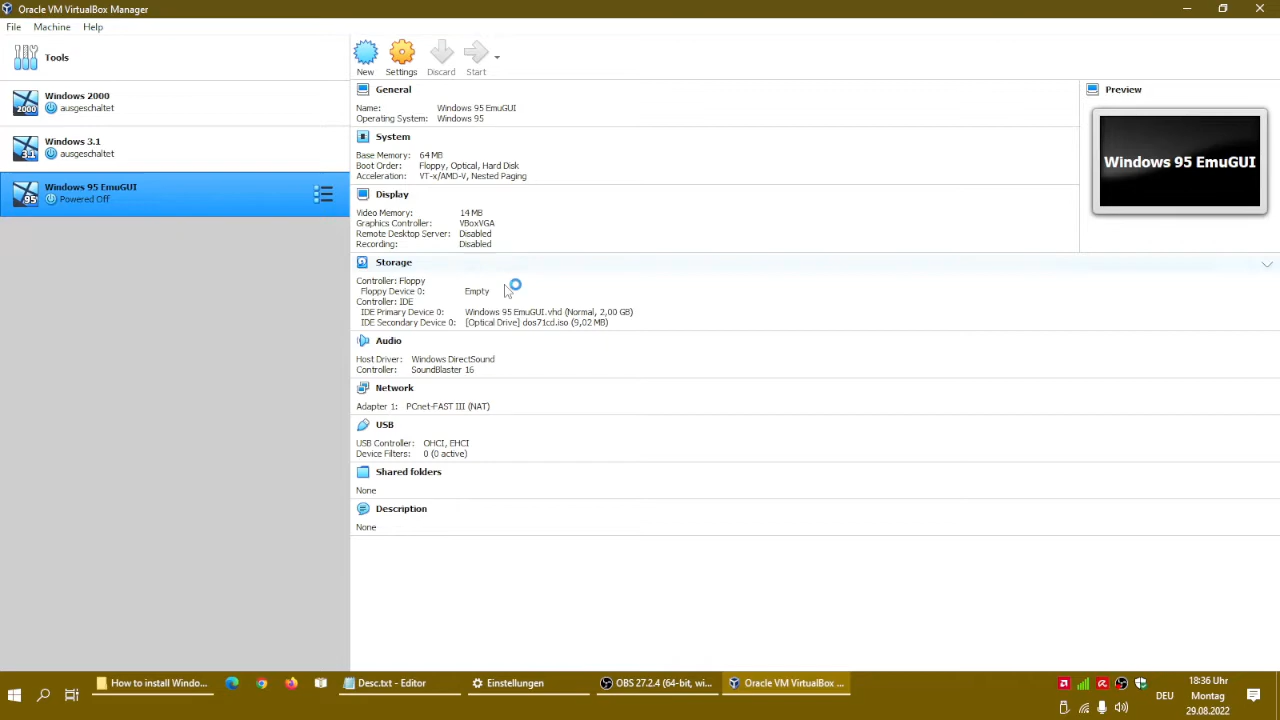 Oracle VM VirtualBox Manager
File Machine Help
Tools
New
Settings
Discard
Start
Windows 2000
ausgeschaltet
2000
Windows 3.1
ausgeschaltet
3.1
Windows 95 EmuGUI
Powered Off
95
General
Name: Windows 95 EmuGUI
Operating System: Windows 95
System
Base Memory: 64 MB
Boot Order: Floppy, Optical, Hard Disk
Acceleration: VT-x/AMD-V, Nested Paging
Display
Video Memory: 14 MB
Graphics Controller: VBoxVGA
Remote Desktop Server: Disabled
Recording: Disabled
Storage
Controller: Floppy
Floppy Device 0: Empty
Controller: IDE
IDE Primary Device 0: Windows 95 EmuGUI.vhd (Normal, 2,00 GB)
IDE Secondary Device 0: [Optical Drive] dos71cd.iso (9,02 MB)
Audio
Host Driver: Windows DirectSound
Controller: SoundBlaster 16
Network
Adapter 1: PCnet-FAST III (NAT)
USB
USB Controller: OHCI, EHCI
Device Filters: 0 (0 active)
Shared folders
None
Description
None
Preview
Windows 95 EmuGUI
How to install Windo...
Desc.txt - Editor
Einstellungen
OBS 27.2.4 (64-bit, wi...
Oracle VM VirtualBox ...
DEU
18:36 Uhr
Montag
29.08.2022